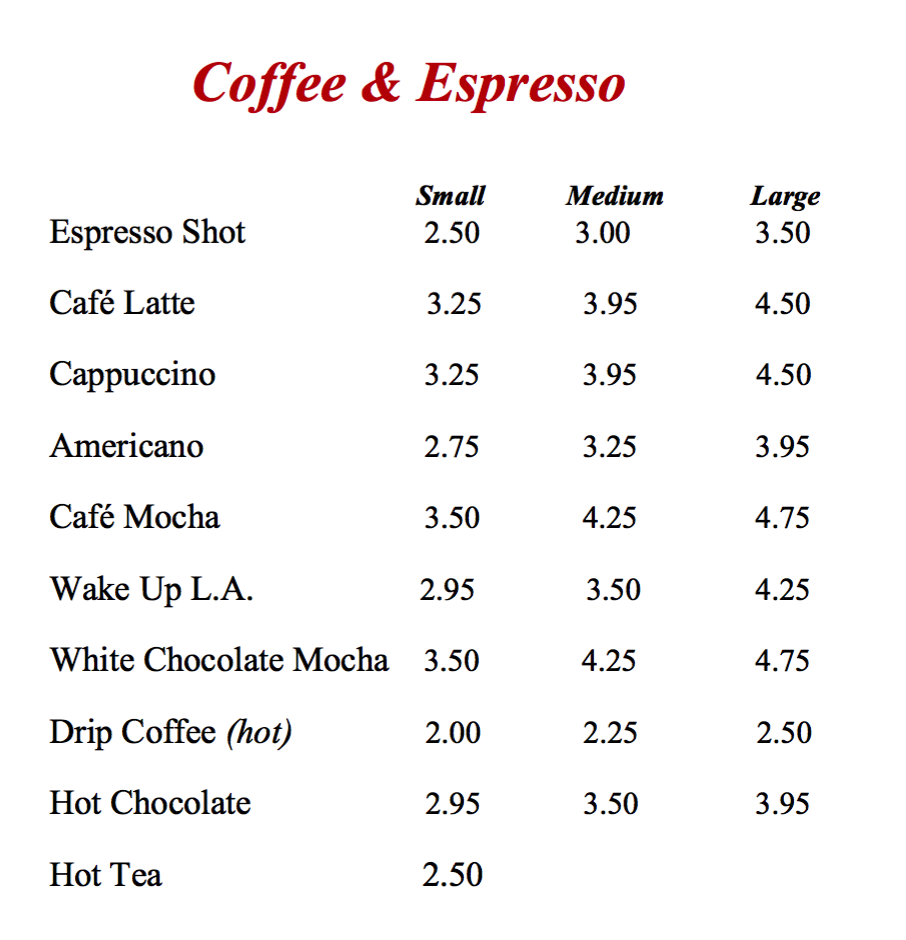 Coffee & Espresso
Small Medium Large
Espresso Shot 2.50 3.00 3.50
Café Latte 3.25 3.95 4.50
Cappuccino 3.25 3.95 4.50
Americano 2.75 3.25 3.95
Café Mocha 3.50 4.25 4.75
Wake Up L.A. 2.95 3.50 4.25
White Chocolate Mocha 3.50 4.25 4.75
Drip Coffee (hot) 2.00 2.25 2.50
Hot Chocolate 2.95 3.50 3.95
Hot Tea 2.50